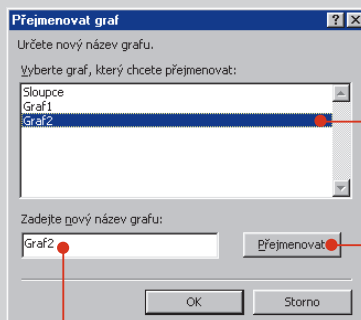 Přejmenovat graf
Určete nový název grafu.
Vyberte graf, který chcete přejmenovat:
Sloupce
Graf1
Graf2
Zadejte nový název grafu:
Graf2
Přejmenovat
OK
Storno